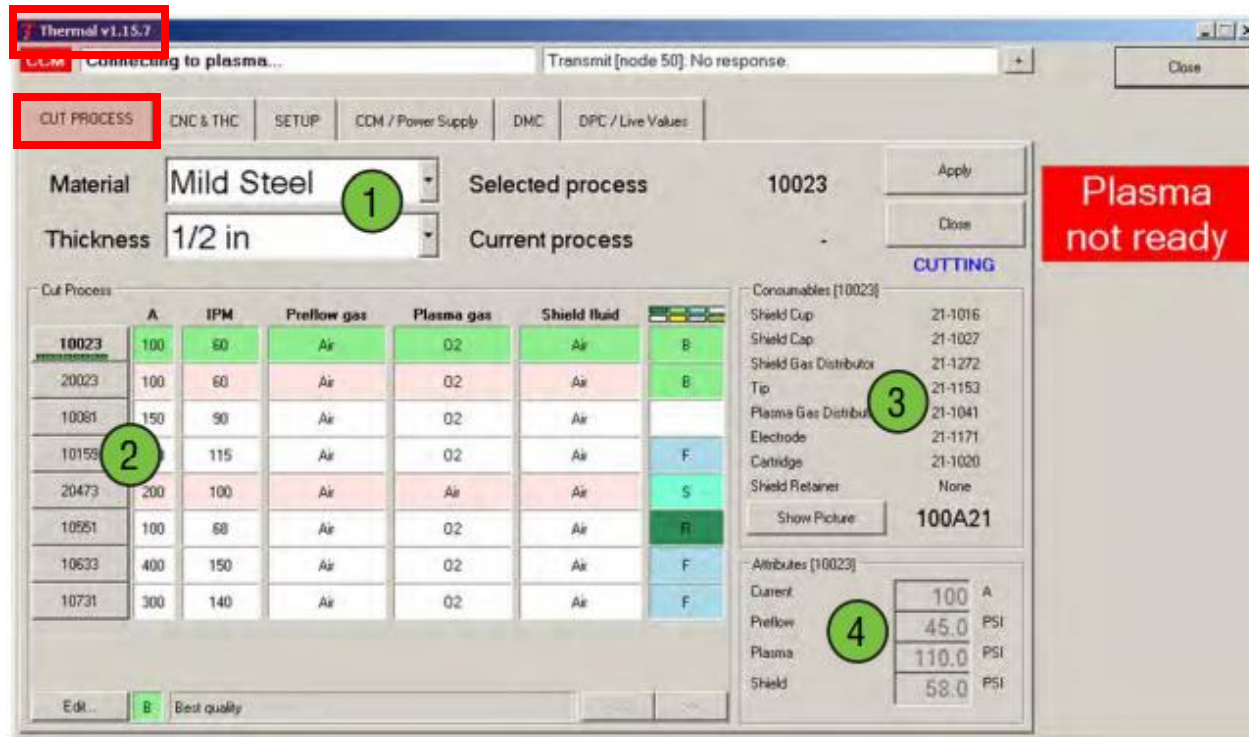 Thermal v1.15.7
CCM Connecting to plasma... Transmit [node 50]: No response. +
Close
CUT PROCESS CNC & THC SETUP CCM / Power Supply DMC DPC / Live Values
Material Mild Steel Selected process 10023 Apply
1
Thickness 1/2 in Current process - Close
CUTTING
Plasma
not ready
Cut Process
A IPM Preflow gas Plasma gas Shield fluid
10023 100 60 Air O2 Air B
20023 100 60 Air O2 Air B
10081 150 90 Air O2 Air
2
10159 115 Air O2 Air F
20473 200 100 Air Air Air S
10551 100 68 Air O2 Air R
10633 400 150 Air O2 Air F
10731 300 140 Air O2 Air F
Edit... B Best quality
Consumables [10023]
Shield Cup 21-1016
Shield Cap 21-1027
Shield Gas Distributor 21-1272
Tip 21-1153
3
Plasma Gas Distribut 21-1041
Electrode 21-1171
Cartridge 21-1020
Shield Retainer None
Show Picture 100A21
Attributes [10023]
Current 100 A
Preflow 45.0 PSI
4
Plasma 110.0 PSI
Shield 58.0 PSI